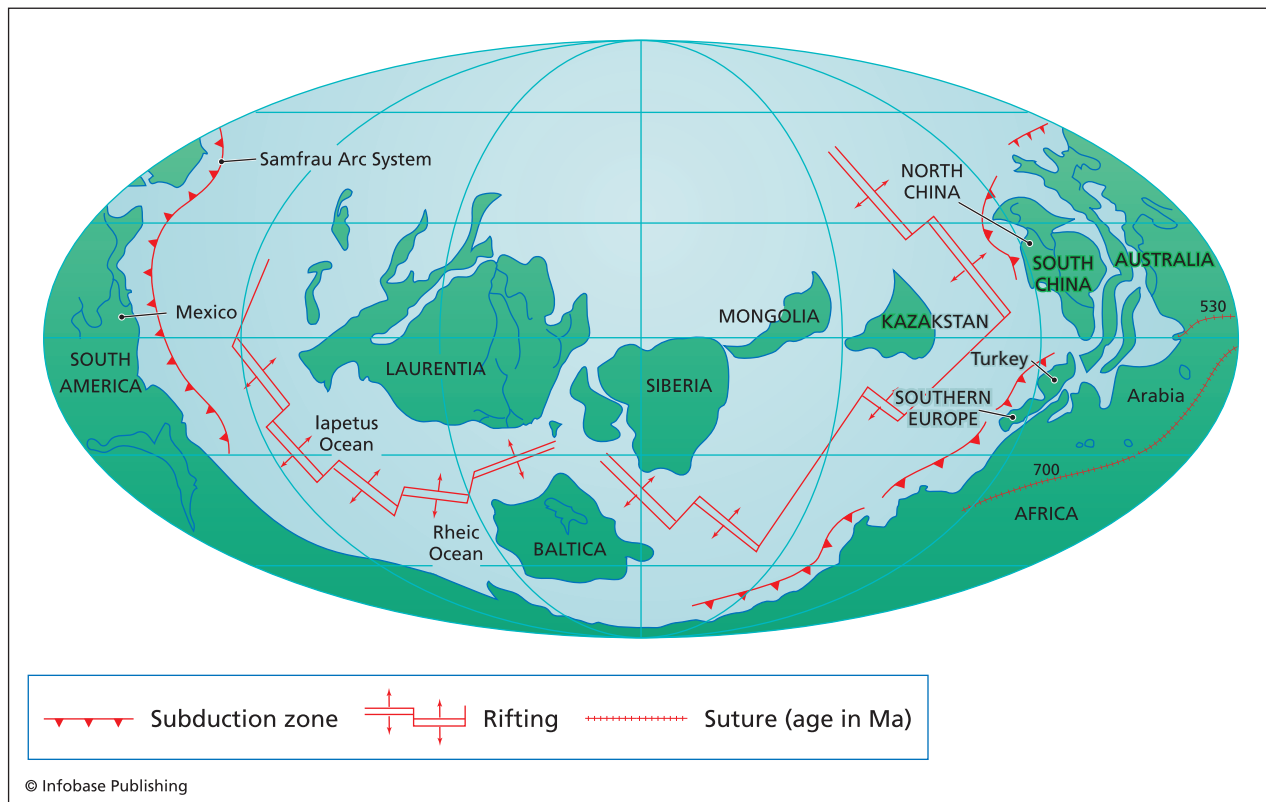 Samfrau Arc System
NORTH
CHINA
SOUTH
CHINA
AUSTRALIA
530
Mexico
MONGOLIA
KAZAKSTAN
SOUTH
AMERICA
LAURENTIA
SIBERIA
Turkey
SOUTHERN
EUROPE
Arabia
Iapetus
Ocean
700
AFRICA
Rheic
Ocean
BALTICA
Subduction zone
Rifting
Suture (age in Ma)
© Infobase Publishing